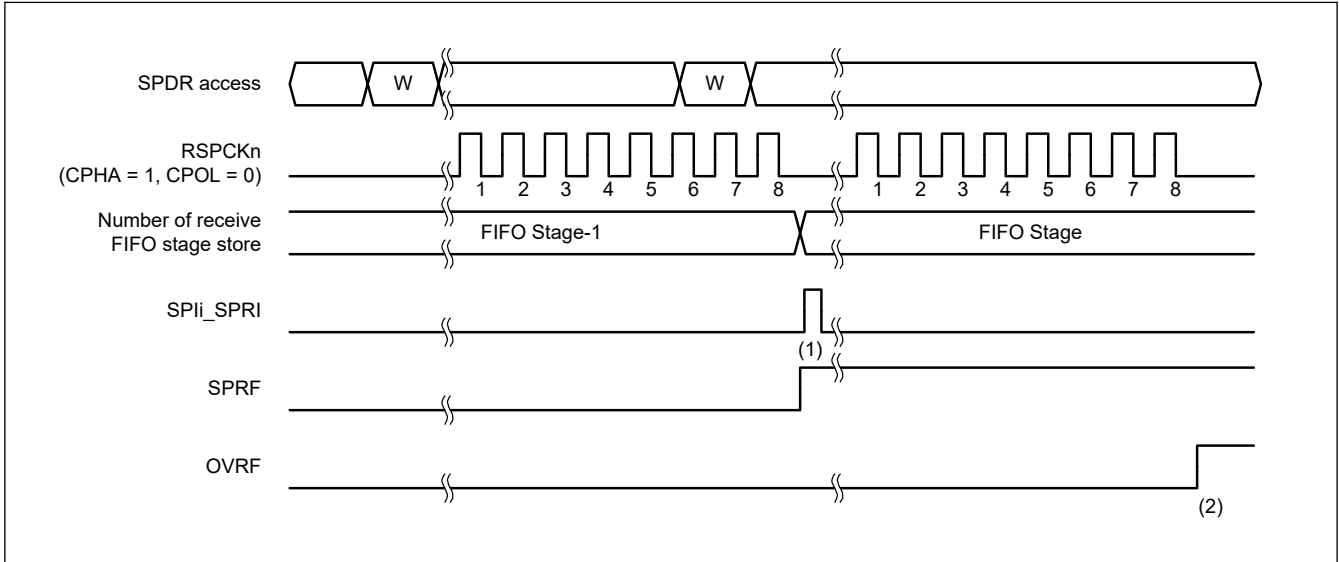 SPDR access
W
W
RSPCKn
(CPHA = 1, CPOL = 0)
1 2 3 4 5 6 7 8
1 2 3 4 5 6 7 8
Number of receive
FIFO stage store
FIFO Stage-1
FIFO Stage
SPIi_SPRI
(1)
SPRF
OVRF
(2)